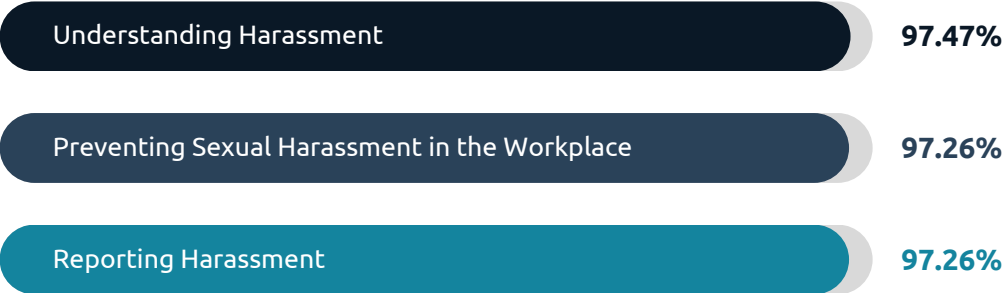 Understanding Harassment 97.47%
Preventing Sexual Harassment in the Workplace 97.26%
Reporting Harassment 97.26%